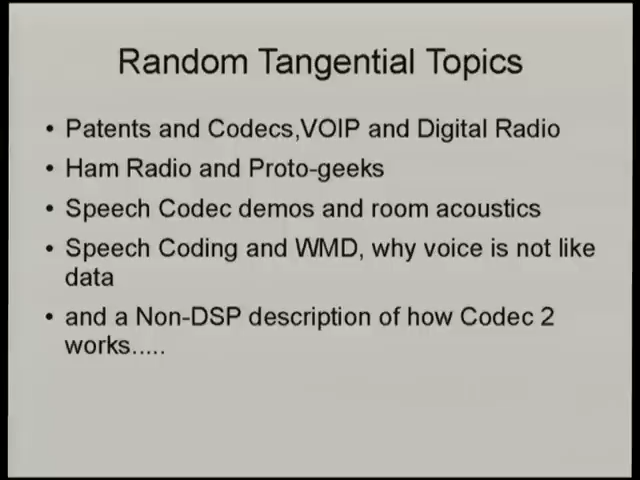 Random Tangential Topics
• Patents and Codecs,VOIP and Digital Radio
• Ham Radio and Proto-geeks
• Speech Codec demos and room acoustics
• Speech Coding and WMD, why voice is not like
data
• and a Non-DSP description of how Codec 2
works.....